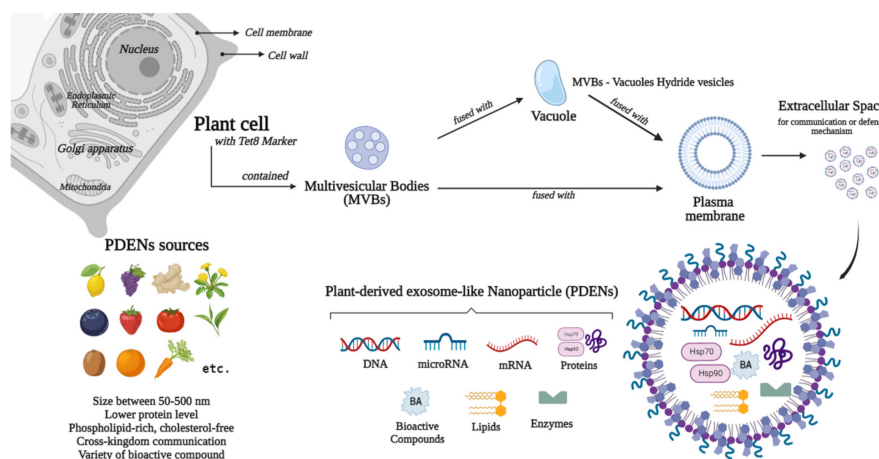 Nucleus
Cell membrane
Cell wall
Endoplasmic
Reticulum
Golgi apparatus
Mitochondria
Plant cell
with Tet8 Marker
contained
Multivesicular Bodies
(MVBs)
fused with
Vacuole
MVBs - Vacuoles Hydride vesicles
fused with
fused with
Plasma
membrane
Extracellular Spac
for communication or defen
mechanism
PDENs sources
etc.
Size between 50-500 nm
Lower protein level
Phospholipid-rich, cholesterol-free
Cross-kingdom communication
Variety of bioactive compound
Plant-derived exosome-like Nanoparticle (PDENs)
DNA
microRNA
mRNA
Hsp70
Hsp90
Proteins
BA
Bioactive
Compounds
Lipids
Enzymes
Hsp70
Hsp90
BA